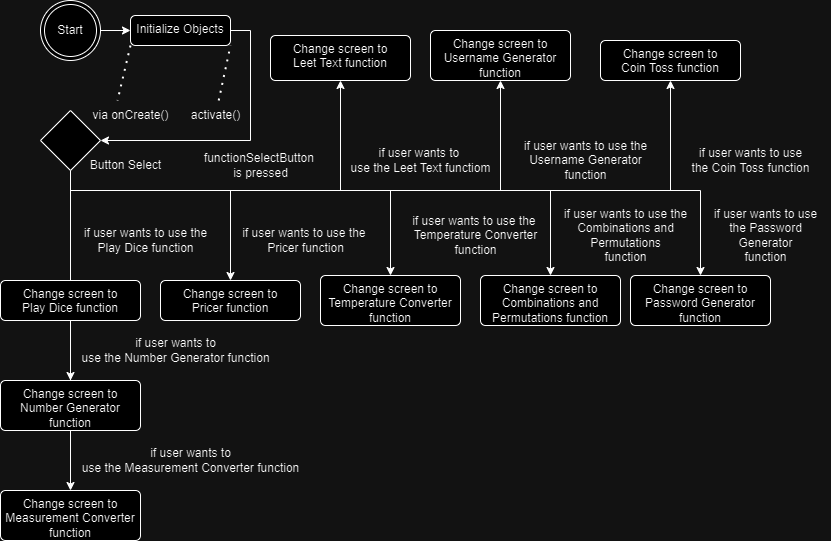 Start
Initialize Objects
via onCreate()
activate()
Button Select
functionSelectButton
is pressed
Change screen to
Leet Text function
Change screen to
Username Generator
function
Change screen to
Coin Toss function
if user wants to
use the Leet Text functiom
if user wants to use the
Username Generator
function
if user wants to use
the Coin Toss function
if user wants to use the
Play Dice function
if user wants to use the
Pricer function
if user wants to use the
Temperature Converter
function
if user wants to use the
Combinations and
Permutations
function
if user wants to use
the Password
Generator
function
Change screen to
Play Dice function
Change screen to
Pricer function
Change screen to
Temperature Converter
function
Change screen to
Combinations and
Permutations function
Change screen to
Password Generator
function
if user wants to
use the Number Generator function
Change screen to
Number Generator
function
if user wants to
use the Measurement Converter function
Change screen to
Measurement Converter
function